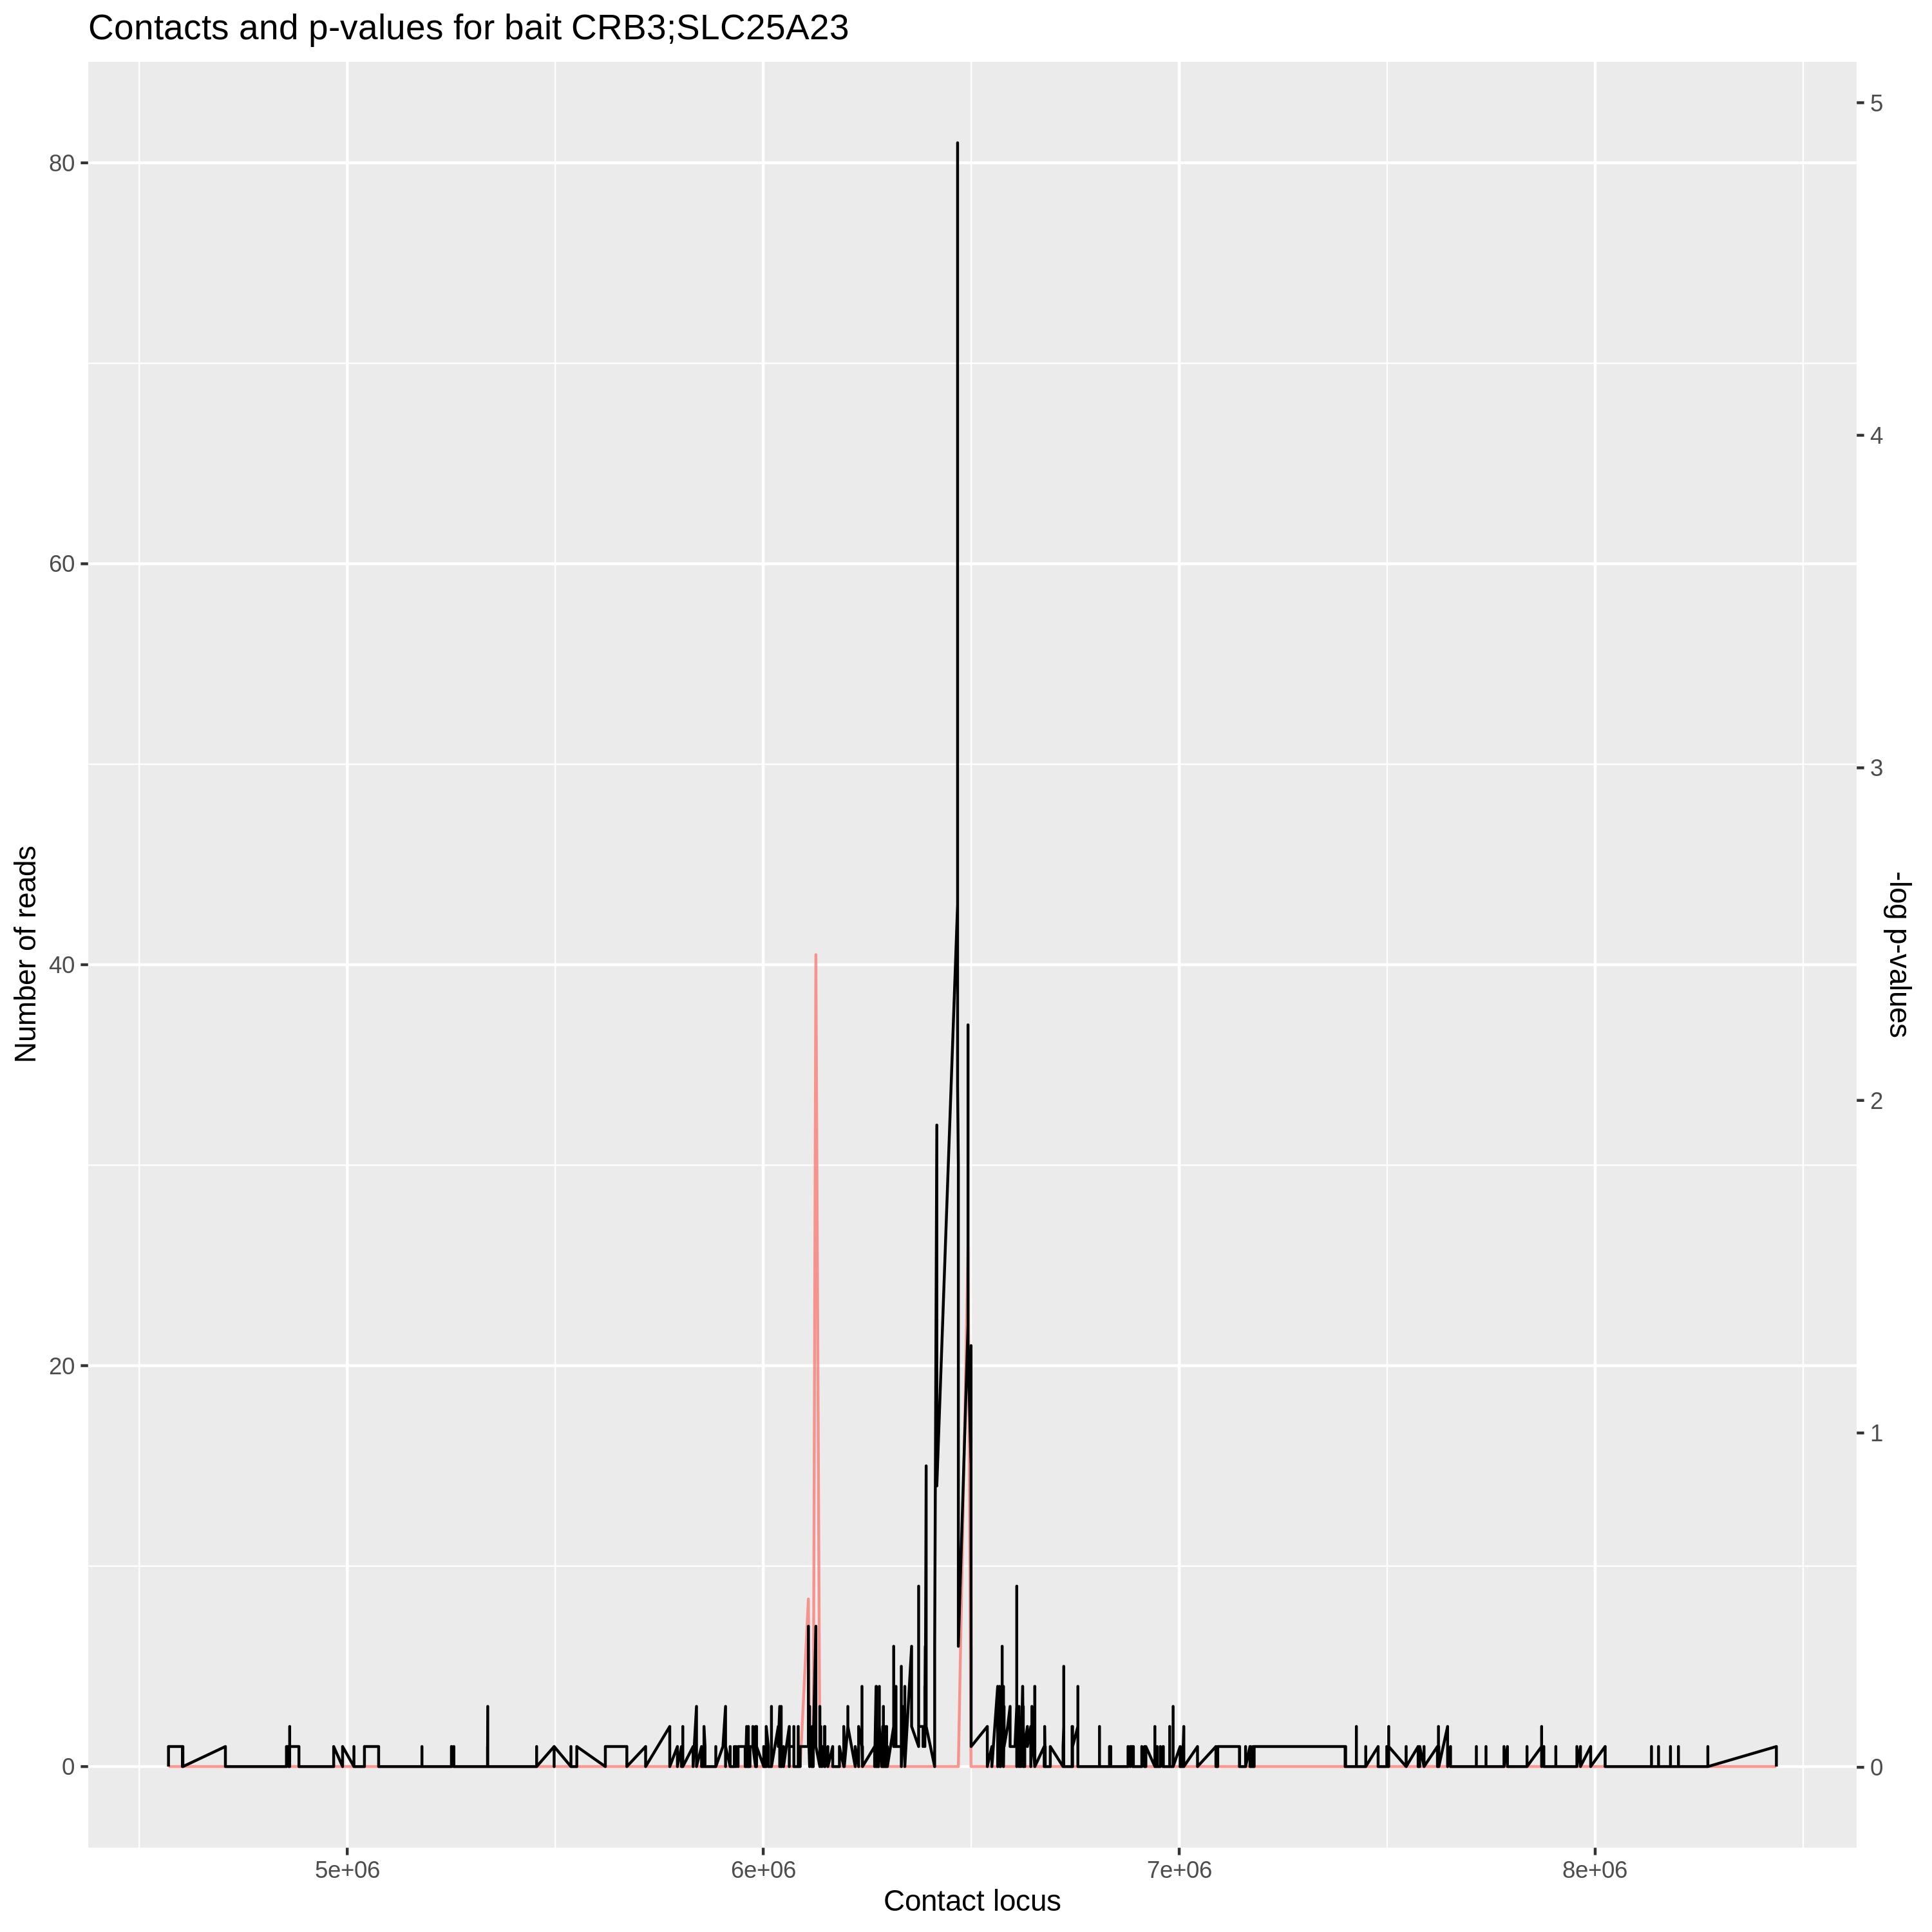 Contacts and p-values for bait CRB3;SLC25A23
80
60
40
20
0
5
4
3
2
1
0
5e+06
6e+06
7e+06
8e+06
Number of reads
-log p-values
Contact locus